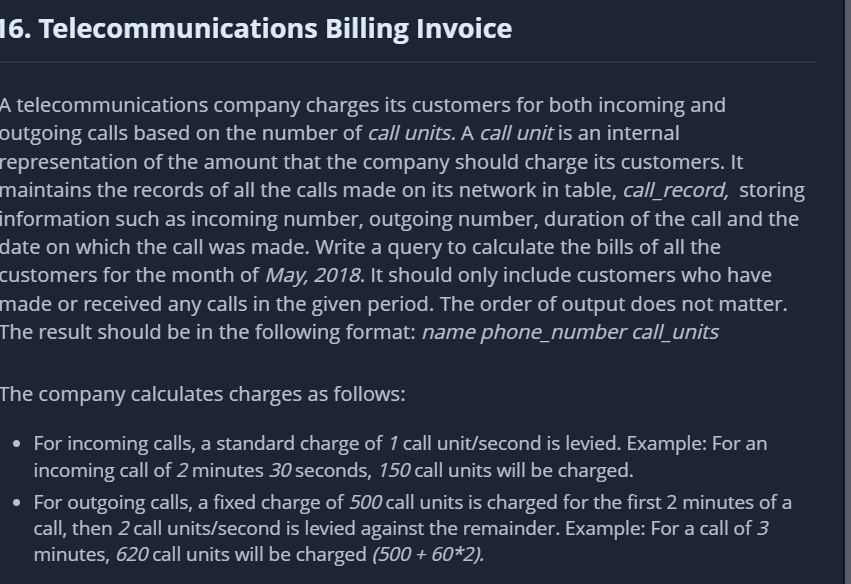 16. Telecommunications Billing Invoice
A telecommunications company charges its customers for both incoming and
outgoing calls based on the number of call units. A call unit is an internal
representation of the amount that the company should charge its customers. It
maintains the records of all the calls made on its network in table, call_record, storing
information such as incoming number, outgoing number, duration of the call and the
date on which the call was made. Write a query to calculate the bills of all the
customers for the month of May, 2018. It should only include customers who have
made or received any calls in the given period. The order of output does not matter.
The result should be in the following format: name phone_number call_units
The company calculates charges as follows:
• For incoming calls, a standard charge of 1 call unit/second is levied. Example: For an
incoming call of 2 minutes 30 seconds, 150 call units will be charged.
• For outgoing calls, a fixed charge of 500 call units is charged for the first 2 minutes of a
call, then 2 call units/second is levied against the remainder. Example: For a call of 3
minutes, 620 call units will be charged (500 + 60*2).